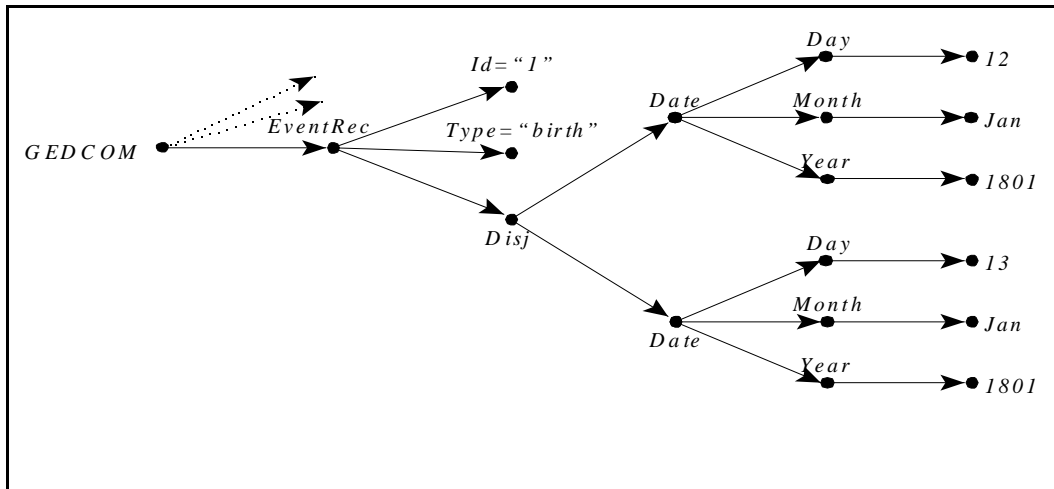 Day
12
Id=“1”
Date
Month
Jan
EventRec
Type=“birth”
GEDCOM
Year
1801
Disj
Day
13
Date
Month
Jan
Year
1801